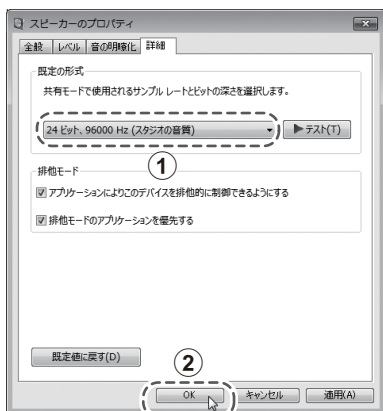 スピーカーのプロパティ
全般 レベル 音の明瞭化 詳細
既定の形式
共有モードで使用されるサンプル レートとビットの深さを選択します。
24 ビット、96000 Hz (スタジオの音質) ▶テスト(T)
①
排他モード
アプリケーションによりこのデバイスを排他的に制御できるようにする
排他モードのアプリケーションを優先する
既定値に戻す(D)
②
OK キャンセル 適用(A)